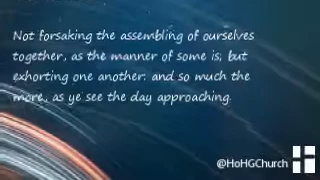 Not forsaking the assembling of ourselves
together, as the manner of some is; but
exhorting one another: and so much the
more, as ye see the day approaching.
@HoHGChurch